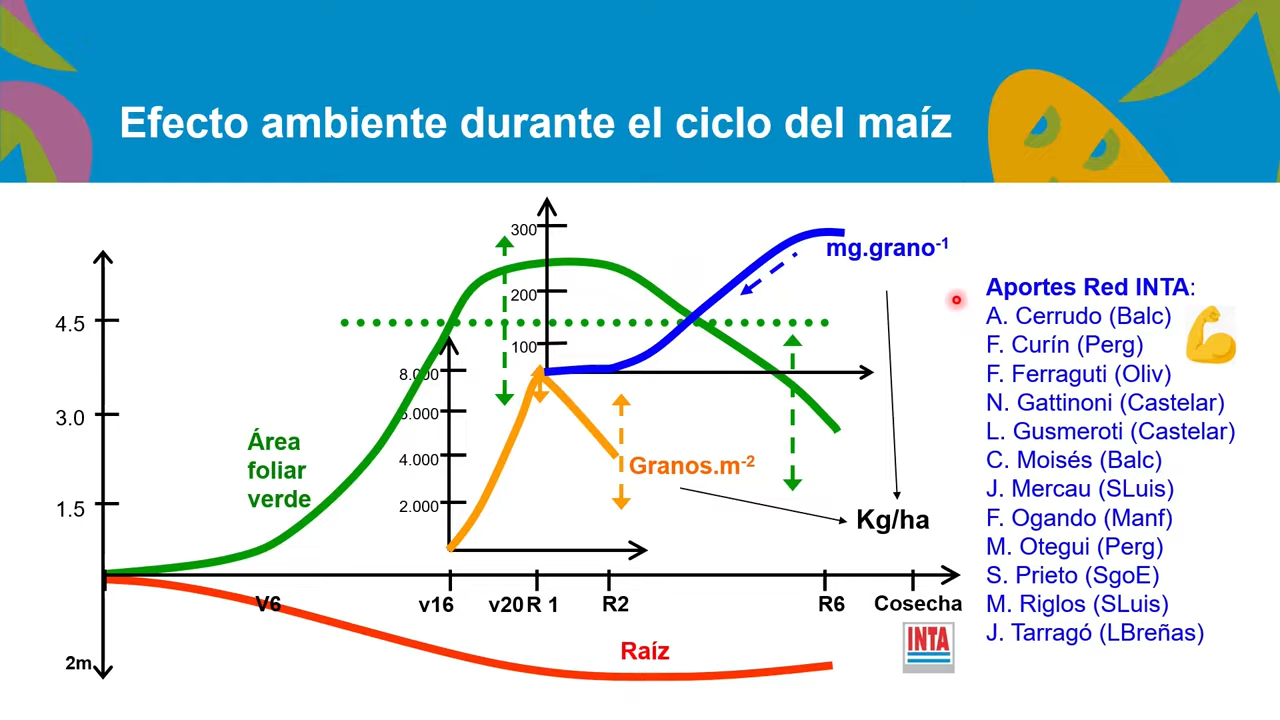 Efecto ambiente durante el ciclo del maíz
300
200
100
mg.grano-1
4.5
3.0
1.5
8.000
6.000
4.000
2.000
Área
foliar
verde
Granos.m-2
Kg/ha
V6
v16
v20
R 1
R2
R6
Cosecha
2m
Raíz
INTA
Aportes Red INTA:
A. Cerrudo (Balc)
F. Curín (Perg)
F. Ferraguti (Oliv)
N. Gattinoni (Castelar)
L. Gusmeroti (Castelar)
C. Moisés (Balc)
J. Mercau (SLuis)
F. Ogando (Manf)
M. Otegui (Perg)
S. Prieto (SgoE)
M. Riglos (SLuis)
J. Tarragó (LBreñas)